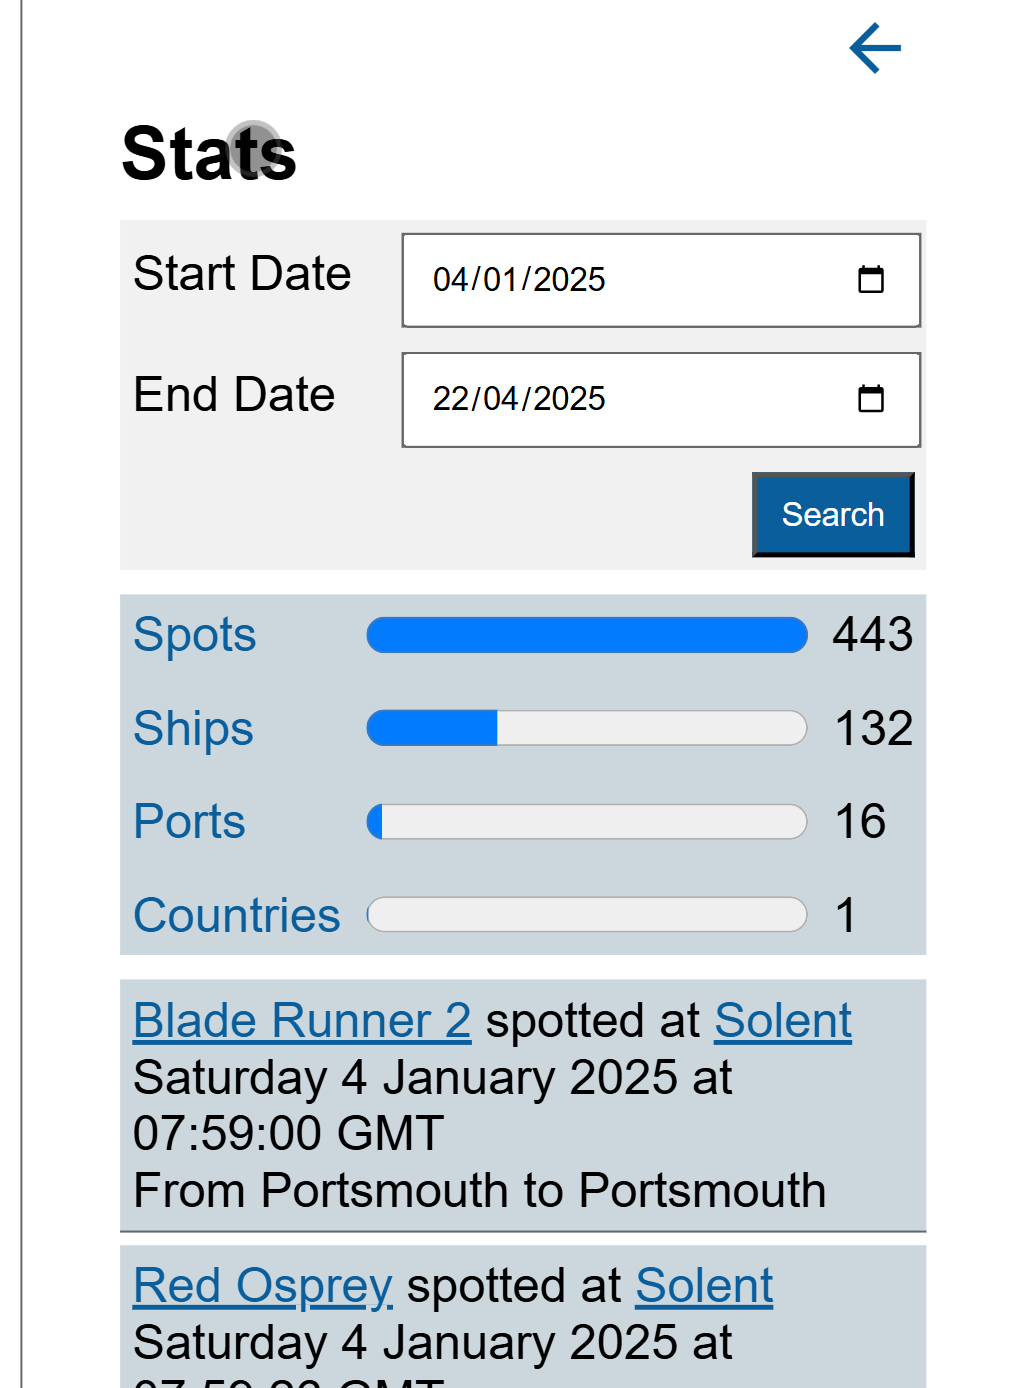 Stats
Start Date 04/01/2025
End Date 22/04/2025
Search
Spots 443
Ships 132
Ports 16
Countries 1
Blade Runner 2 spotted at Solent
Saturday 4 January 2025 at
07:59:00 GMT
From Portsmouth to Portsmouth
Red Osprey spotted at Solent
Saturday 4 January 2025 at